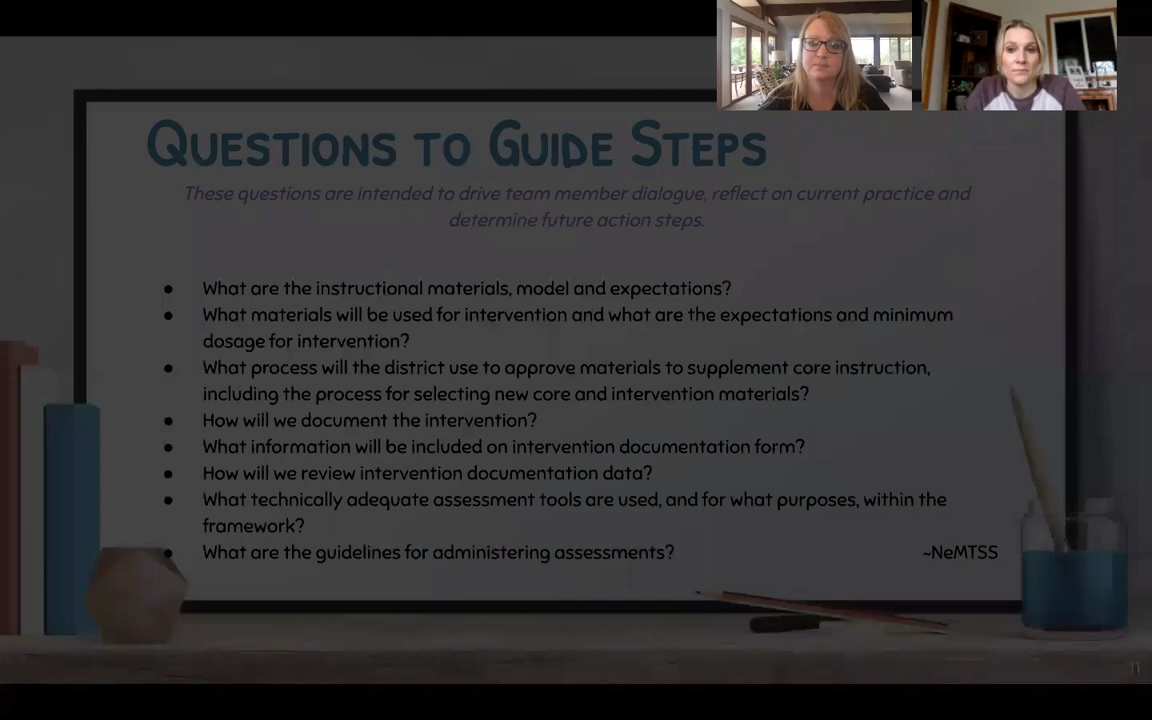 Questions to Guide Steps
These questions are intended to drive team member dialogue, reflect on current practice and
determine future action steps.
● What are the instructional materials, model and expectations?
● What materials will be used for intervention and what are the expectations and minimum
dosage for intervention?
● What process will the district use to approve materials to supplement core instruction,
including the process for selecting new core and intervention materials?
● How will we document the intervention?
● What information will be included on intervention documentation form?
● How will we review intervention documentation data?
● What technically adequate assessment tools are used, and for what purposes, within the
framework?
● What are the guidelines for administering assessments? ~NeMTSS
11